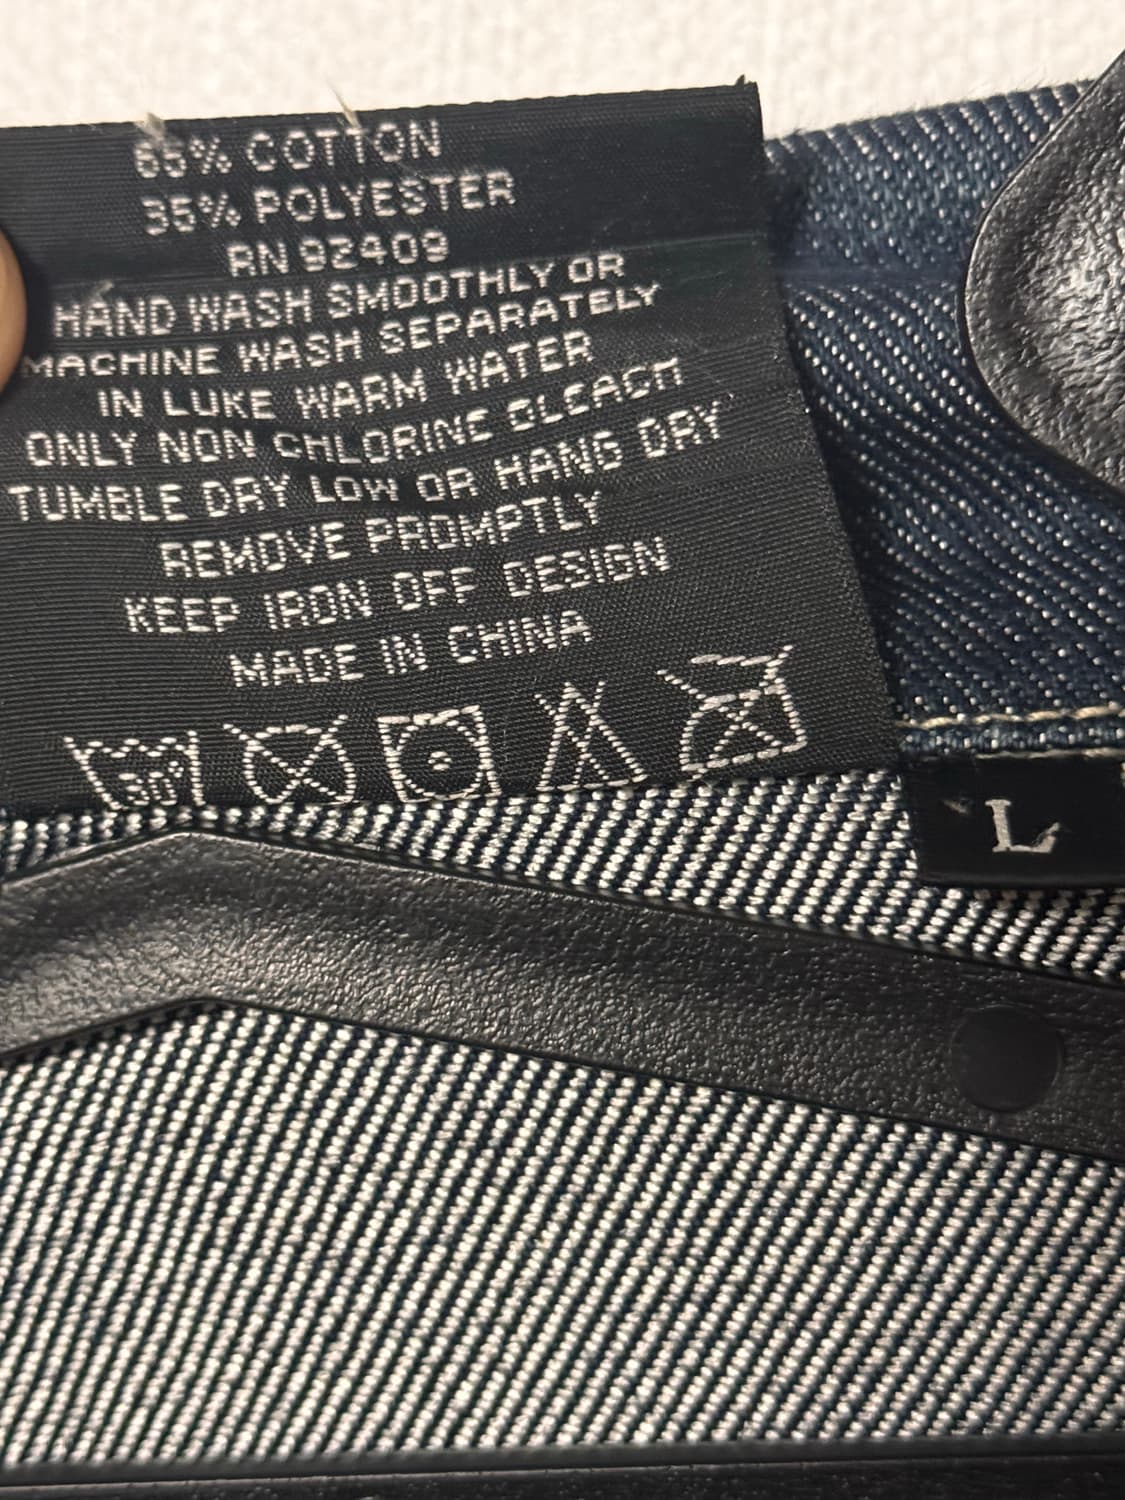 65% COTTON
35% POLYESTER
RN 92409
HAND WASH SMOOTHLY OR
MACHINE WASH SEPARATELY
IN LUKE WARM WATER
ONLY NON CHLORINE BLEACH
TUMBLE DRY LOW OR HANG DRY
REMOVE PROMPTLY
KEEP IRON OFF DESIGN
MADE IN CHINA
30°
L